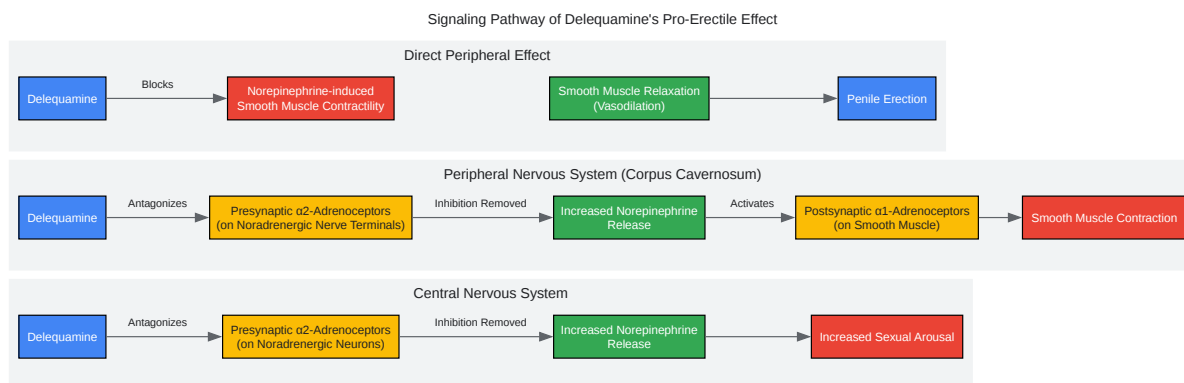 Signaling Pathway of Delequamine's Pro-Erectile Effect
Direct Peripheral Effect
Delequamine
Blocks
Norepinephrine-induced
Smooth Muscle Contractility
Smooth Muscle Relaxation
(Vasodilation)
Penile Erection
Peripheral Nervous System (Corpus Cavernosum)
Delequamine
Antagonizes
Presynaptic α2-Adrenoceptors
(on Noradrenergic Nerve Terminals)
Inhibition Removed
Increased Norepinephrine
Release
Activates
Postsynaptic α1-Adrenoceptors
(on Smooth Muscle)
Smooth Muscle Contraction
Central Nervous System
Delequamine
Antagonizes
Presynaptic α2-Adrenoceptors
(on Noradrenergic Neurons)
Inhibition Removed
Increased Norepinephrine
Release
Increased Sexual Arousal